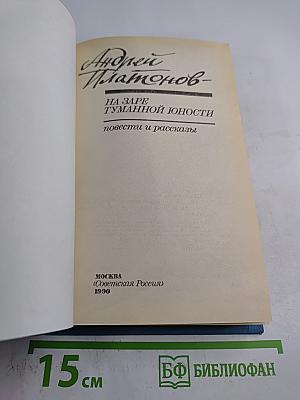 Андрей
Платонов
НА ЗАРЕ
ТУМАННОЙ ЮНОСТИ
повести и рассказы
МОСКВА
«Советская Россия»
1990
15 см
БФ БИБЛИОФАН